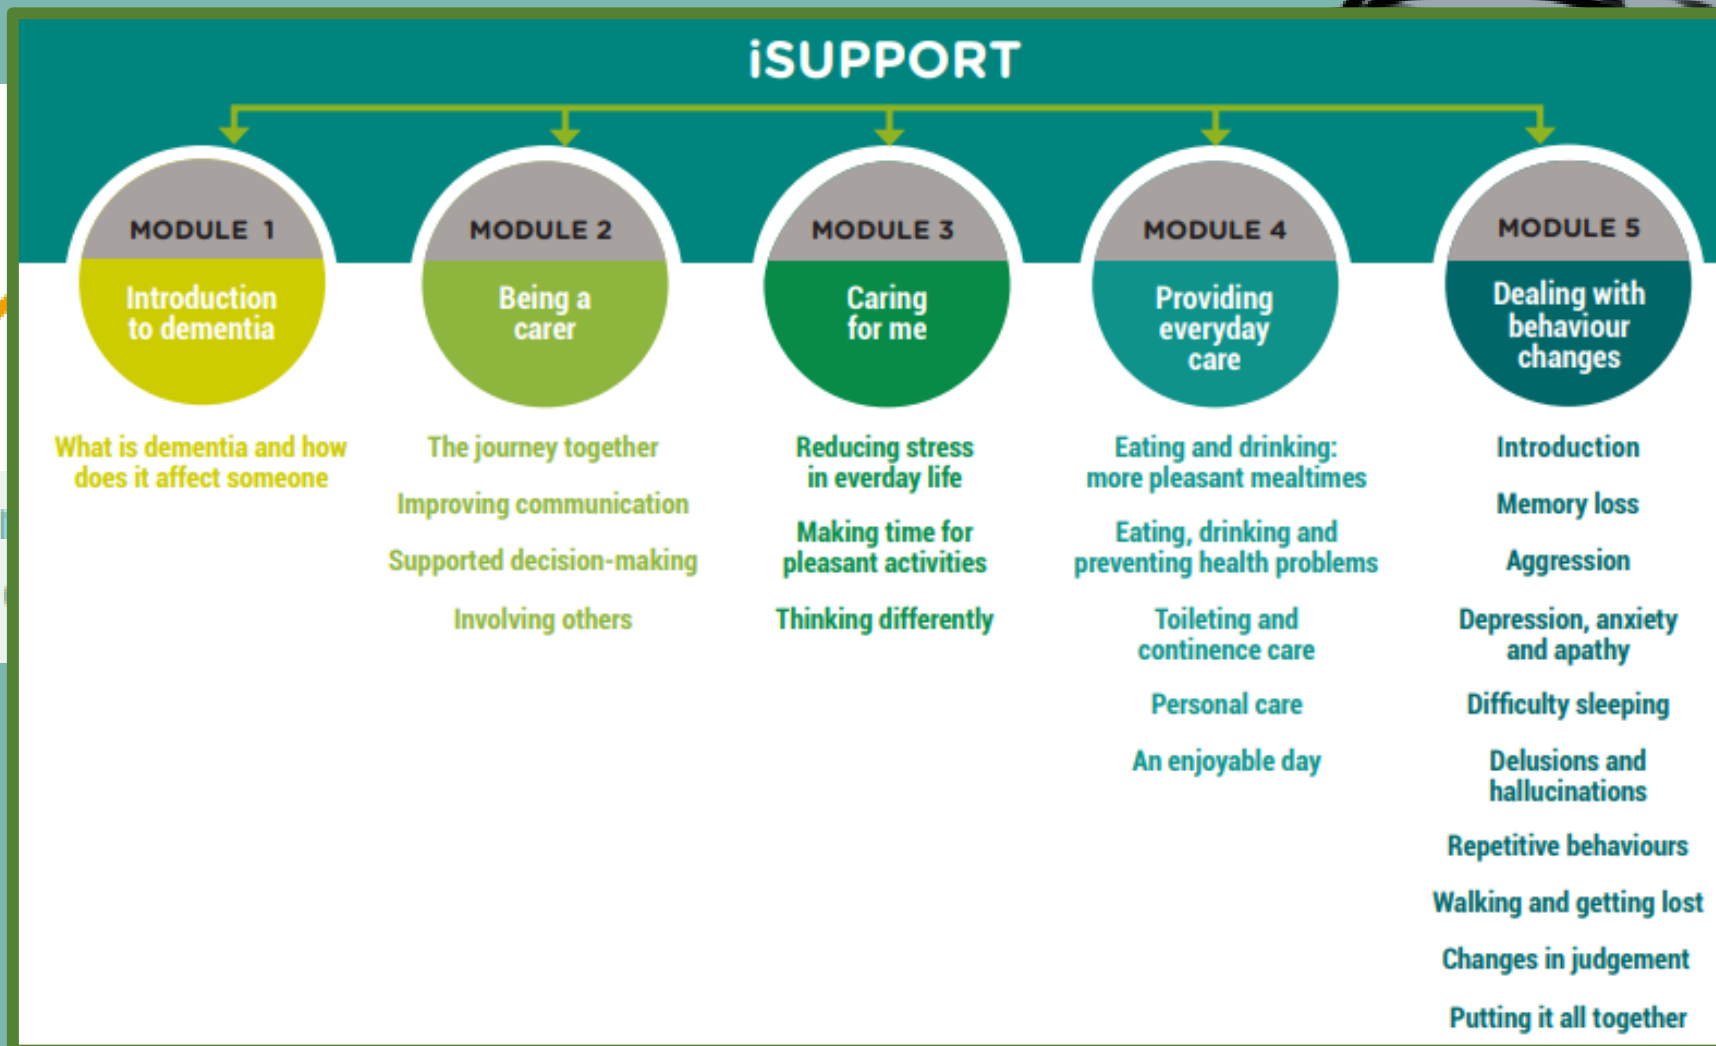 iSUPPORT
MODULE 1
Introduction
to dementia
What is dementia and how
does it affect someone
MODULE 2
Being a
carer
The journey together
Improving communication
Supported decision-making
Involving others
MODULE 3
Caring
for me
Reducing stress
in everday life
Making time for
pleasant activities
Thinking differently
MODULE 4
Providing
everyday
care
Eating and drinking:
more pleasant mealtimes
Eating, drinking and
preventing health problems
Toileting and
continence care
Personal care
An enjoyable day
MODULE 5
Dealing with
behaviour
changes
Introduction
Memory loss
Aggression
Depression, anxiety
and apathy
Difficulty sleeping
Delusions and
hallucinations
Repetitive behaviours
Walking and getting lost
Changes in judgement
Putting it all together